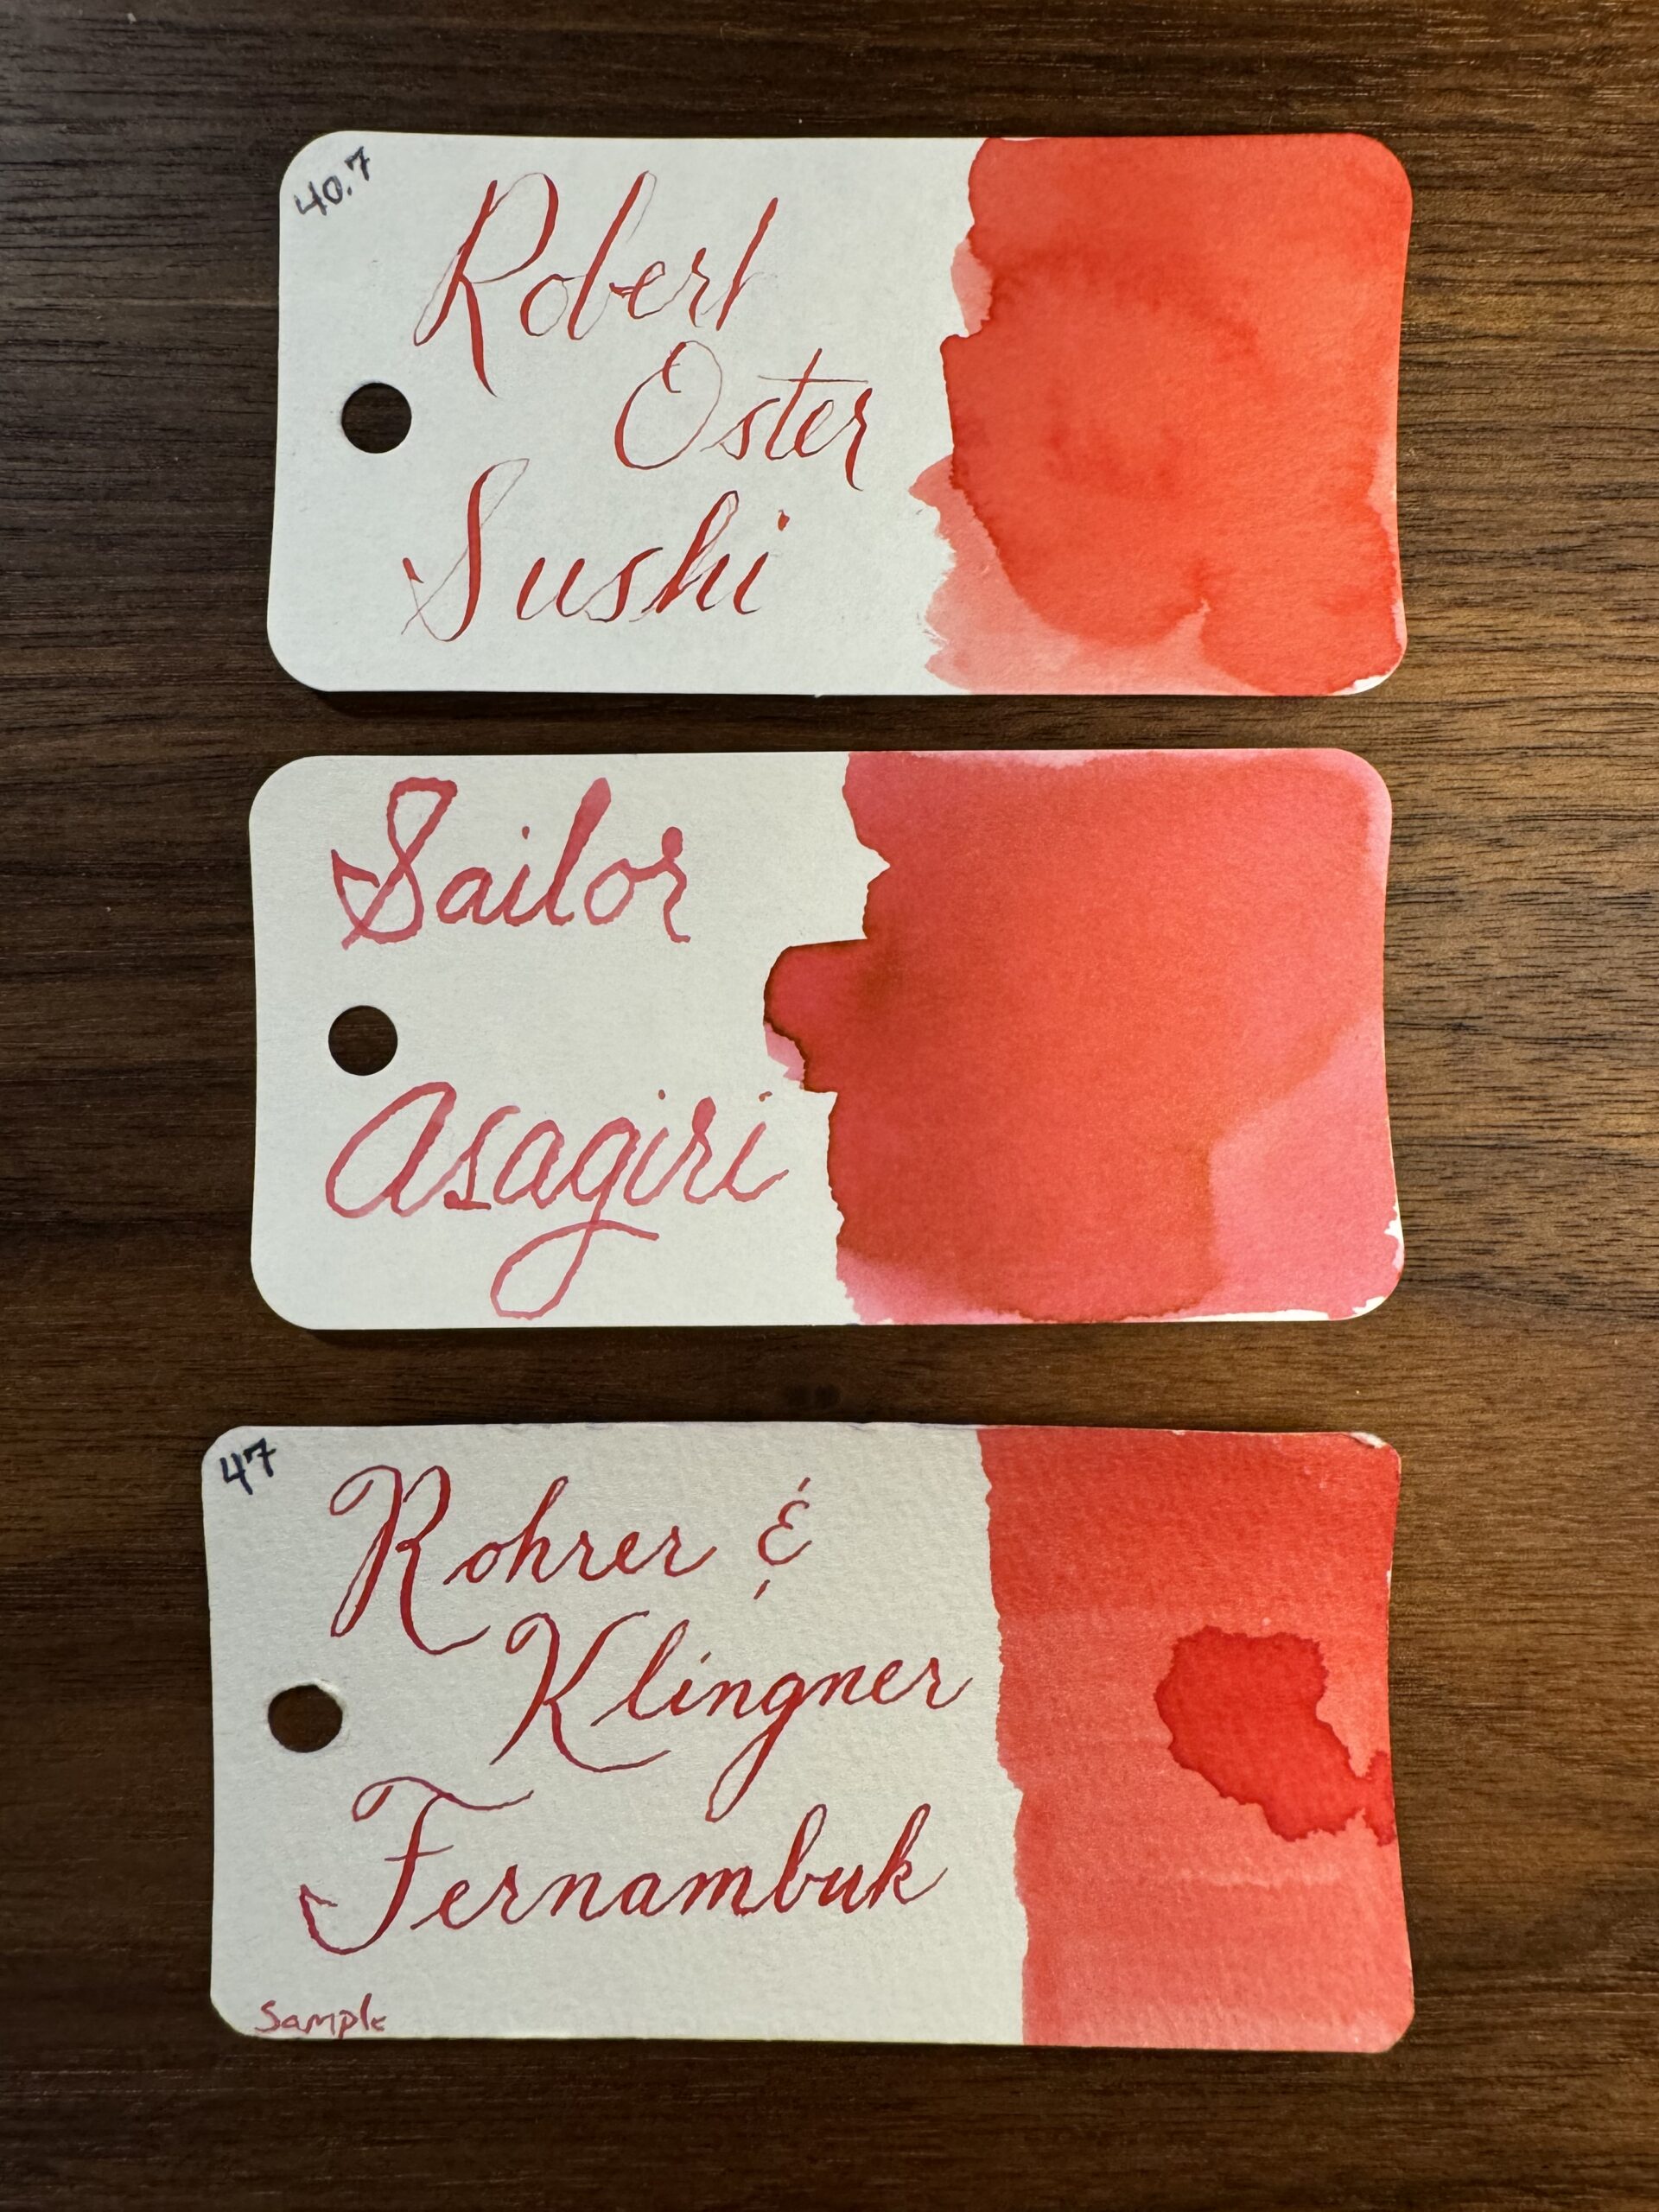 40.7
Robert
Oster
Sushi
Sailor
Asagiri
47
Rohrer &
Klingner
Fernambuk
Sample